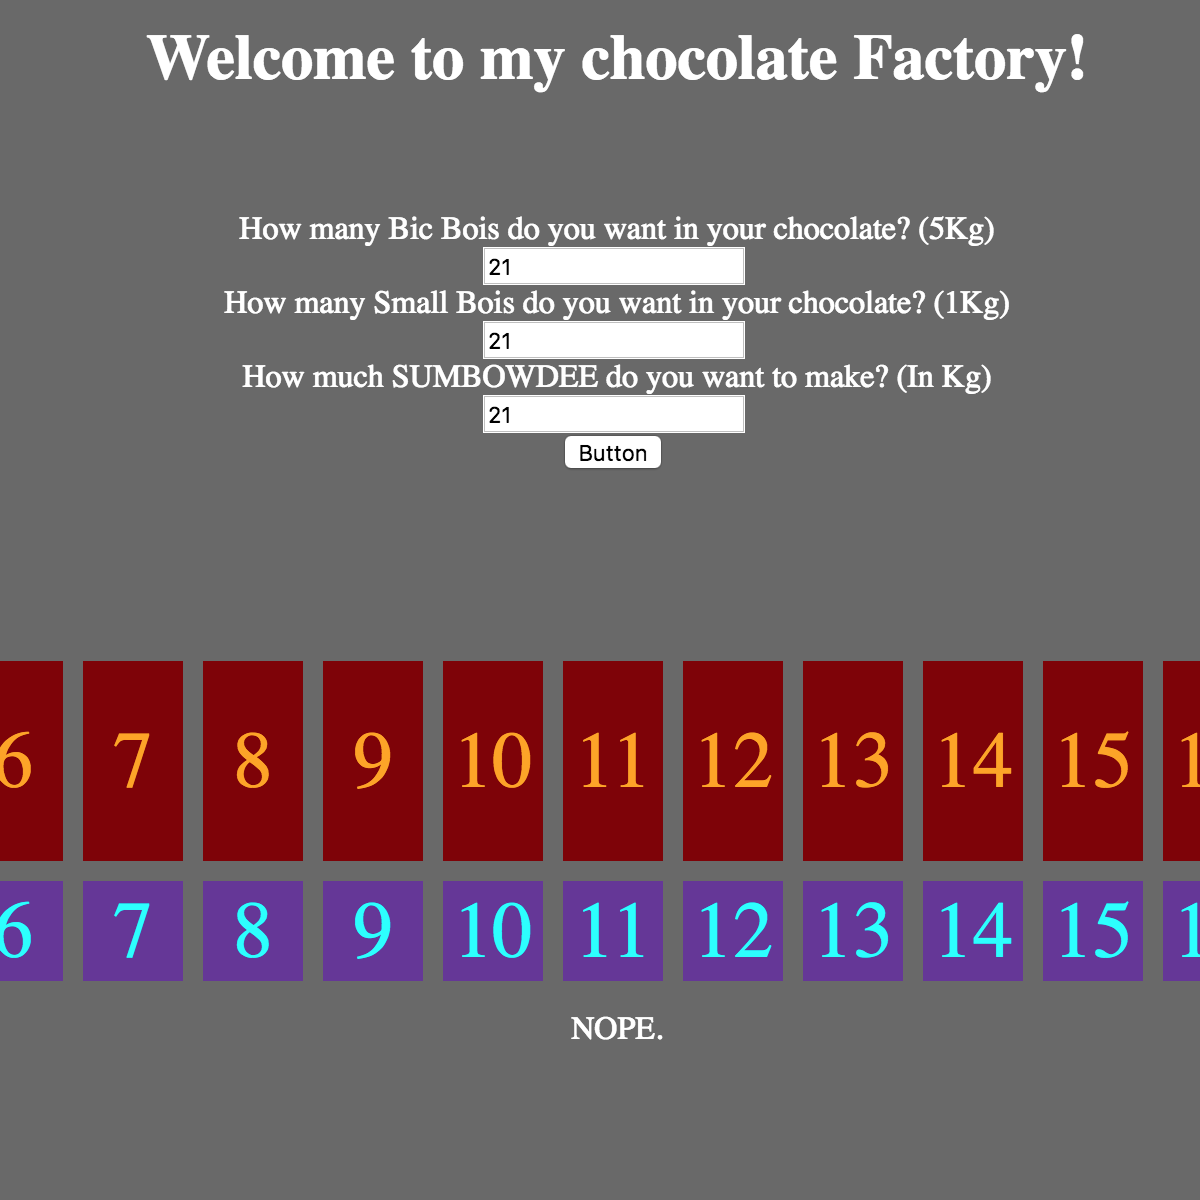 Welcome to my chocolate Factory!
How many Bic Bois do you want in your chocolate? (5Kg)
21
How many Small Bois do you want in your chocolate? (1Kg)
21
How much SUMBOWDEE do you want to make? (In Kg)
21
Button
6 7 8 9 10 11 12 13 14 15 1
6 7 8 9 10 11 12 13 14 15 1
NOPE.